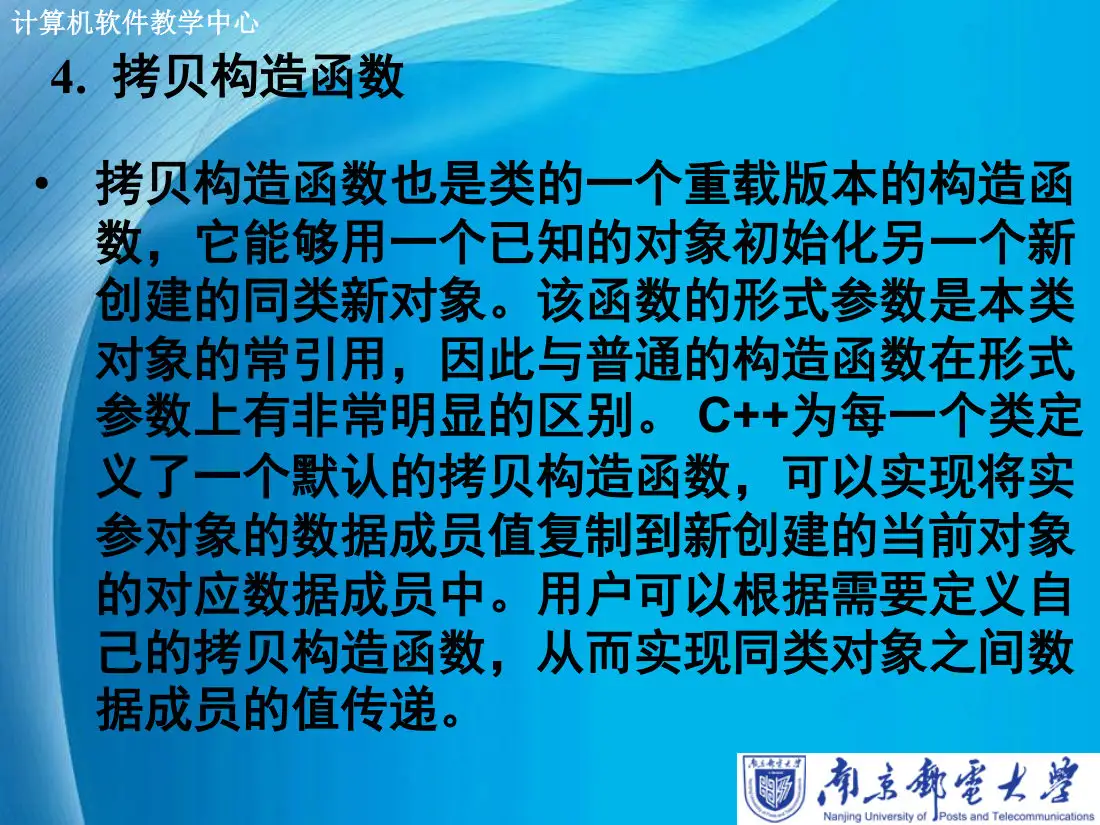 计算机软件教学中心
4. 拷贝构造函数
• 拷贝构造函数也是类的一个重载版本的构造函
数，它能够用一个已知的对象初始化另一个新
创建的同类新对象。该函数的形式参数是本类
对象的常引用，因此与普通的构造函数在形式
参数上有非常明显的区别。 C++为每一个类定
义了一个默认的拷贝构造函数，可以实现将实
参对象的数据成员值复制到新创建的当前对象
的对应数据成员中。用户可以根据需要定义自
己的拷贝构造函数，从而实现同类对象之间数
据成员的值传递。
南京郵電大學
Nanjing University of Posts and Telecommunications